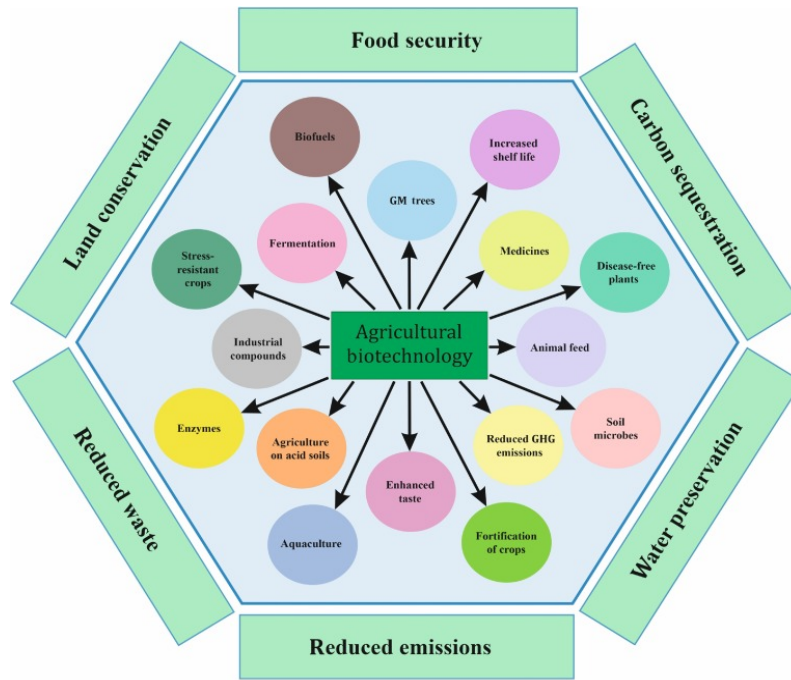 Food security
Land conservation
Carbon sequestration
Biofuels
Increased
shelf life
GM trees
Fermentation
Medicines
Stress-
resistant
crops
Disease-free
plants
Agricultural
biotechnology
Industrial
compounds
Animal feed
Enzymes
Agriculture
on acid soils
Reduced GHG
emissions
Soil
microbes
Enhanced
taste
Aquaculture
Fortification
of crops
Reduced waste
Water preservation
Reduced emissions